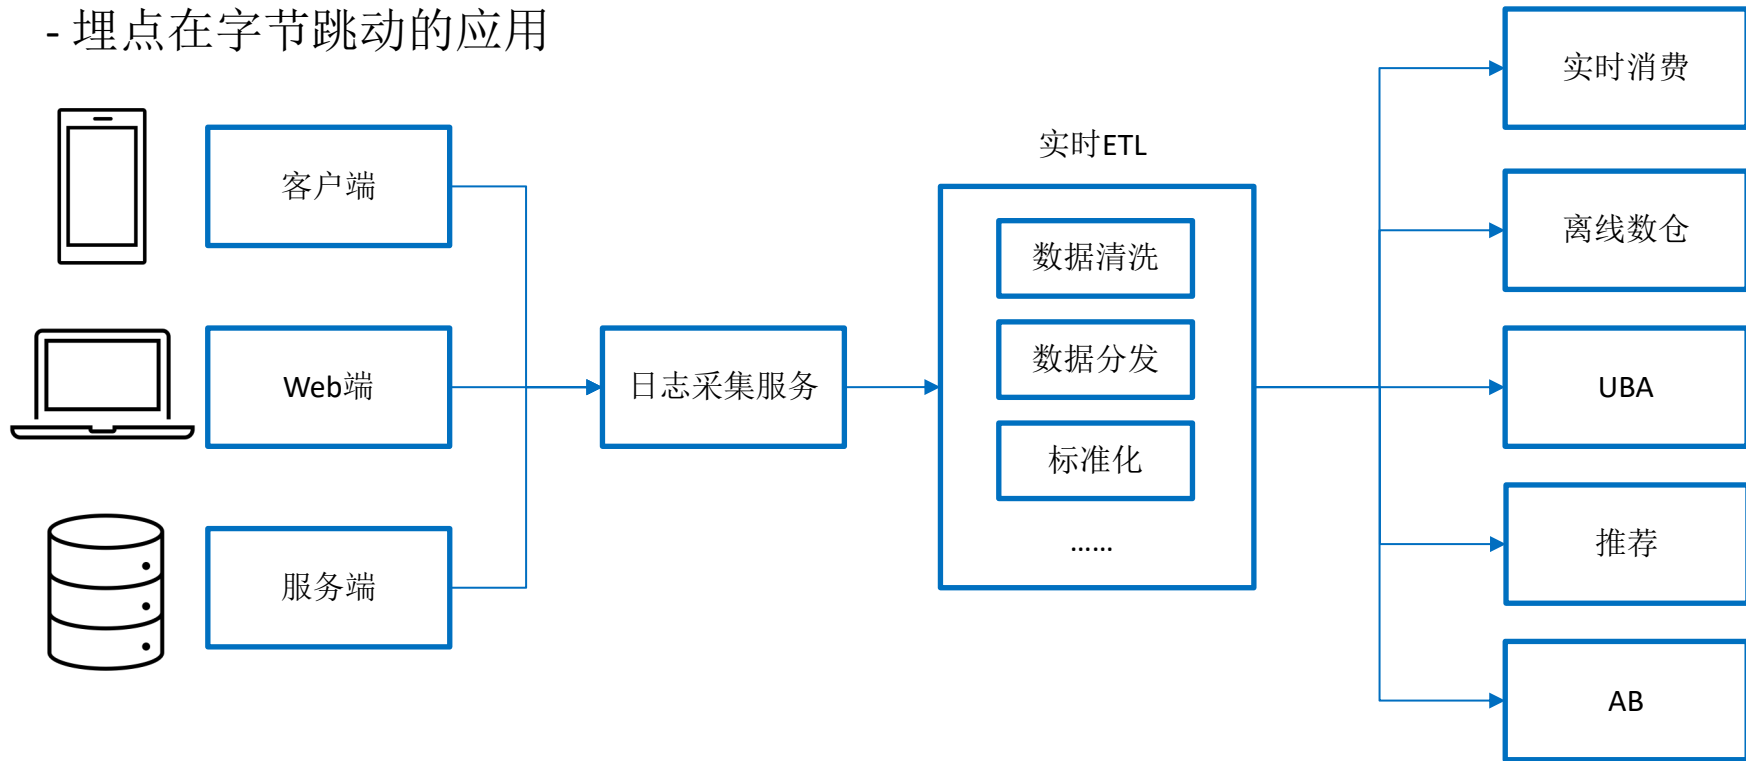 - 埋点在字节跳动的应用
客户端
Web端
服务端
日志采集服务
实时ETL
数据清洗
数据分发
标准化
......
实时消费
离线数仓
UBA
推荐
AB